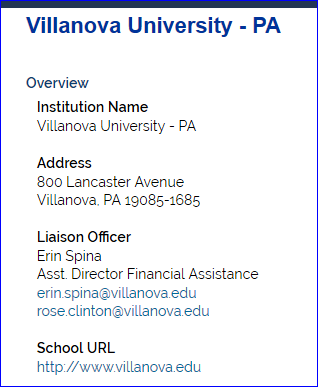 Villanova University - PA
Overview
Institution Name
Villanova University - PA
Address
800 Lancaster Avenue
Villanova, PA 19085-1685
Liaison Officer
Erin Spina
Asst. Director Financial Assistance
erin.spina@villanova.edu
rose.clinton@villanova.edu
School URL
http://www.villanova.edu